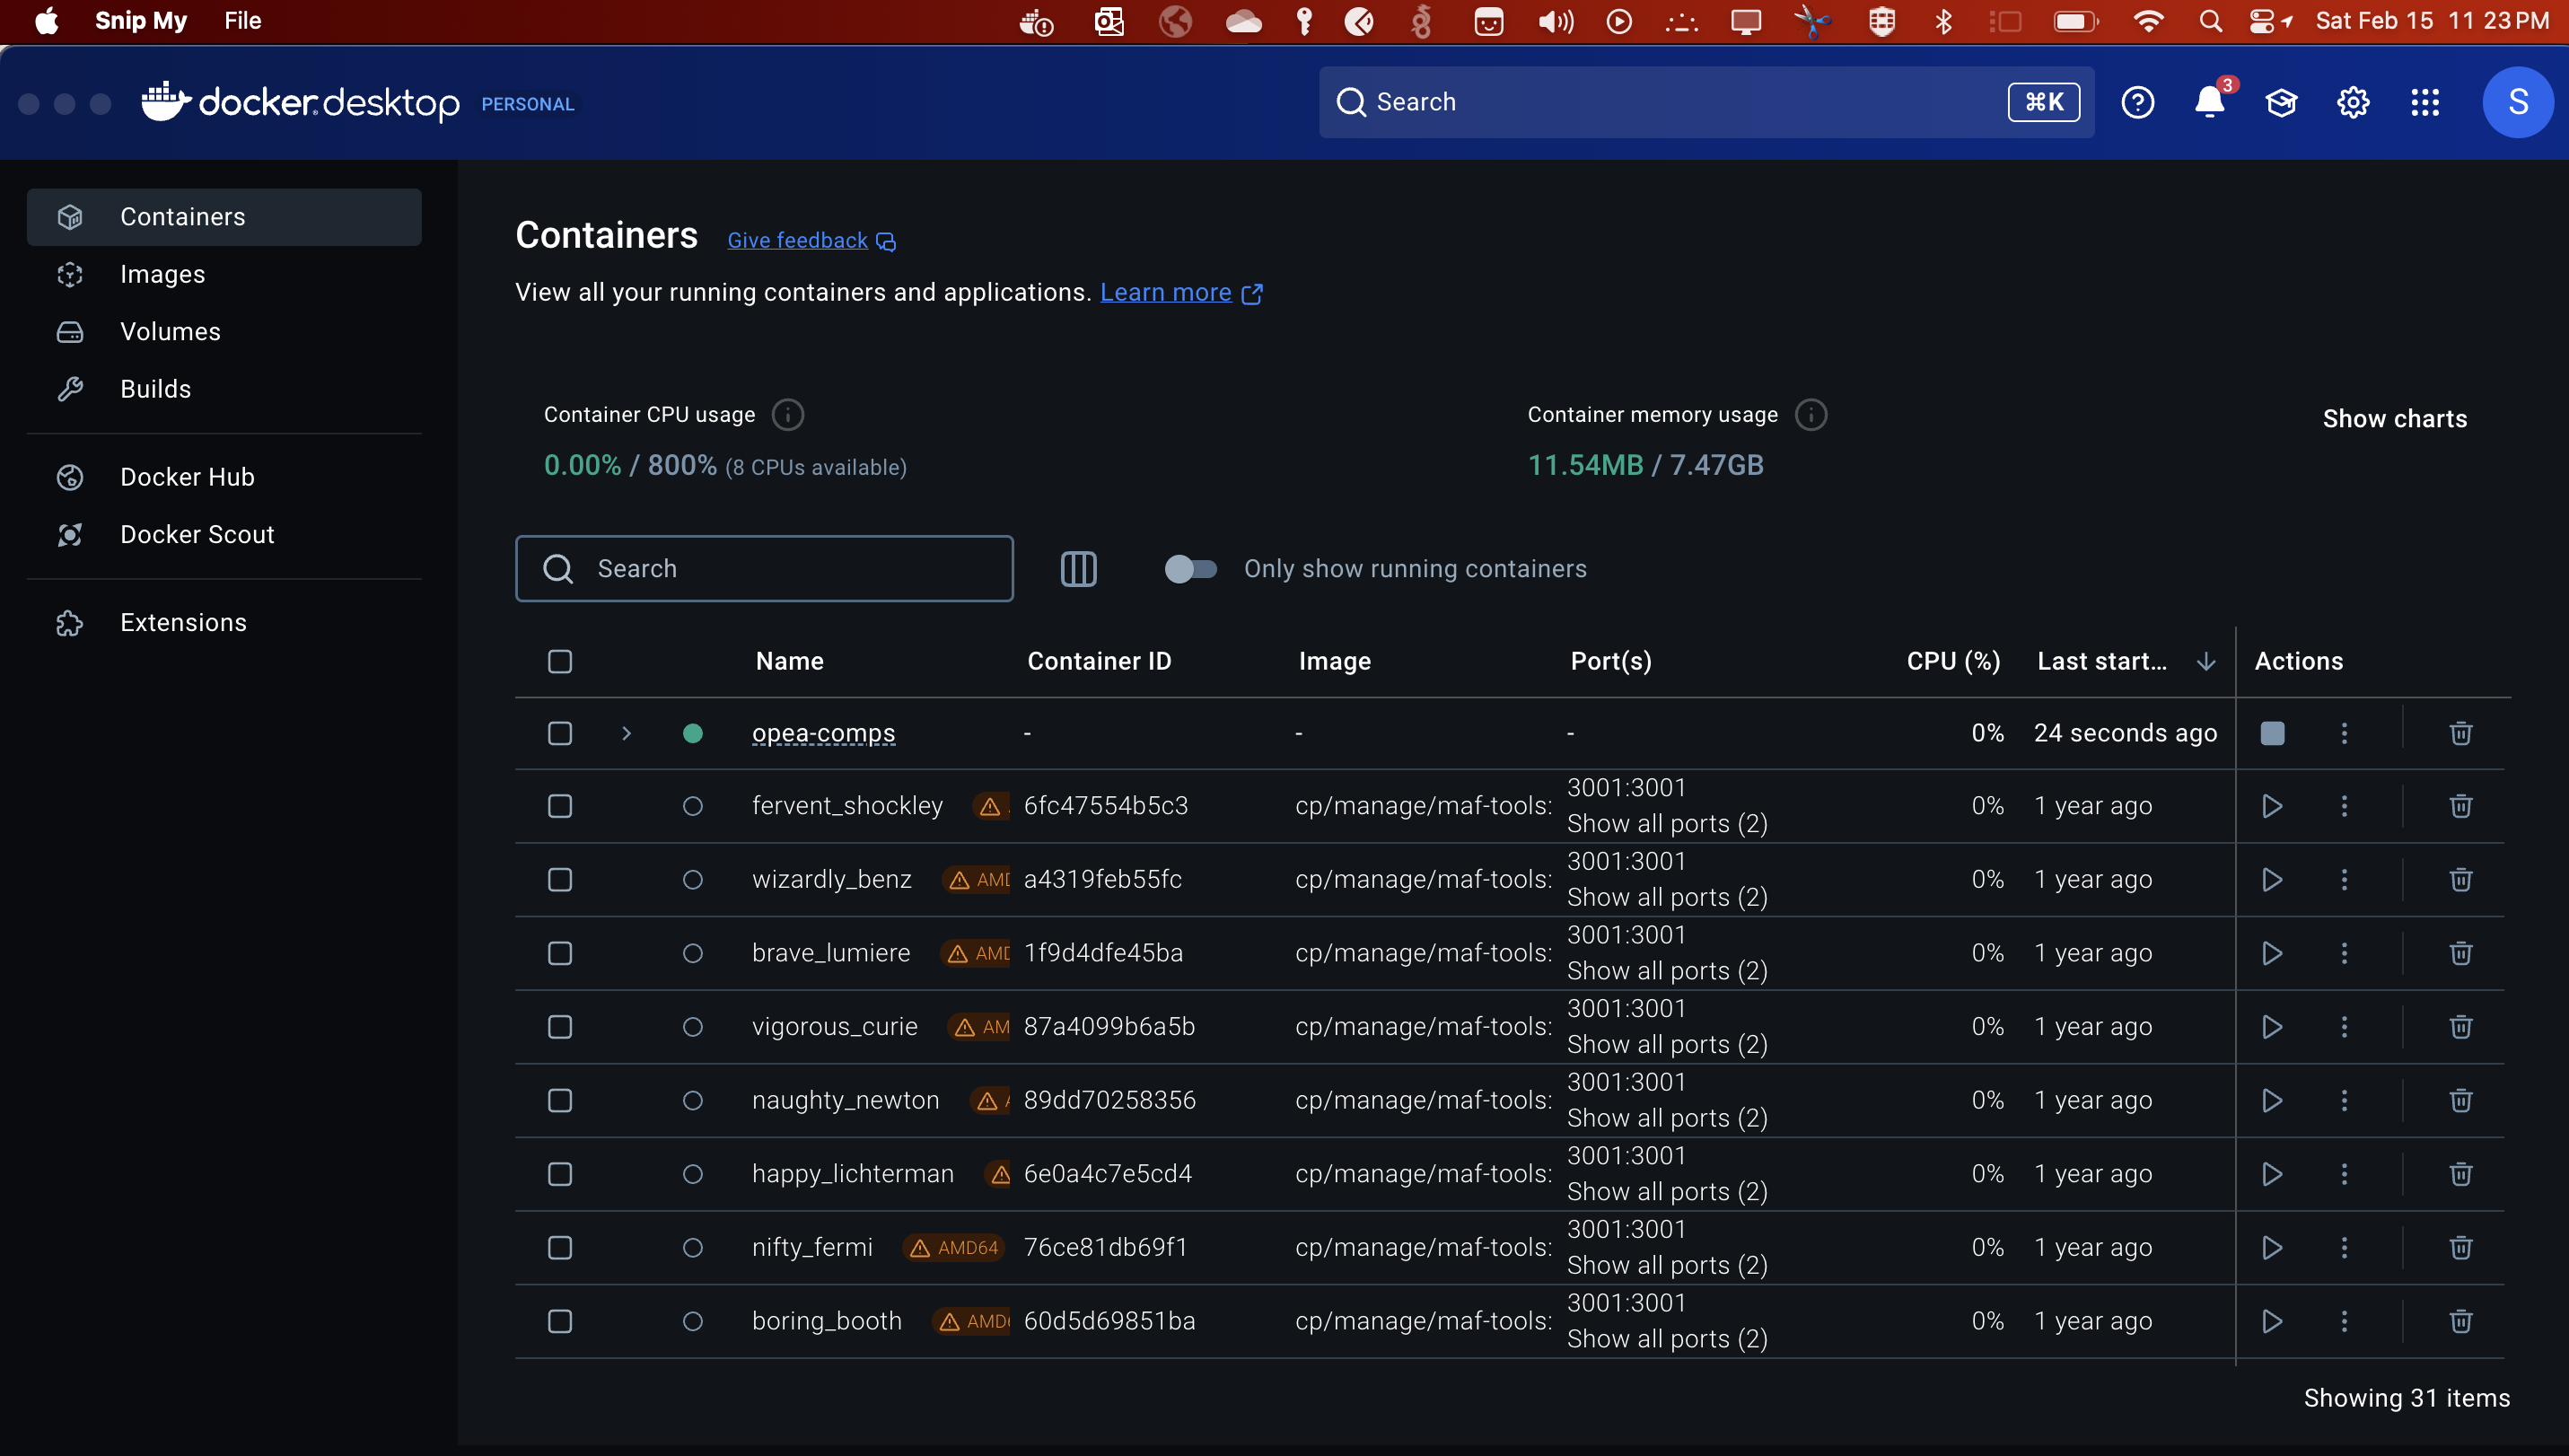 Snip My File Sat Feb 15 11 23 PM
docker desktop PERSONAL Search ⌘K 3 S
Containers
Images
Volumes
Builds
Docker Hub
Docker Scout
Extensions
Containers Give feedback
View all your running containers and applications. Learn more
Container CPU usage
0.00% / 800% (8 CPUs available)
Container memory usage
11.54MB / 7.47GB
Show charts
Search Only show running containers
Name Container ID Image Port(s) CPU (%) Last start... Actions
opea-comps - - - 0% 24 seconds ago
fervent_shockley 6fc47554b5c3 cp/manage/maf-tools: 3001:3001 0% 1 year ago
Show all ports (2)
wizardly_benz AMD a4319feb55fc cp/manage/maf-tools: 3001:3001 0% 1 year ago
Show all ports (2)
brave_lumiere AMD 1f9d4dfe45ba cp/manage/maf-tools: 3001:3001 0% 1 year ago
Show all ports (2)
vigorous_curie AM 87a4099b6a5b cp/manage/maf-tools: 3001:3001 0% 1 year ago
Show all ports (2)
naughty_newton 89dd70258356 cp/manage/maf-tools: 3001:3001 0% 1 year ago
Show all ports (2)
happy_lichterman 6e0a4c7e5cd4 cp/manage/maf-tools: 3001:3001 0% 1 year ago
Show all ports (2)
nifty_fermi AMD64 76ce81db69f1 cp/manage/maf-tools: 3001:3001 0% 1 year ago
Show all ports (2)
boring_booth AMD6 60d5d69851ba cp/manage/maf-tools: 3001:3001 0% 1 year ago
Show all ports (2)
Showing 31 items